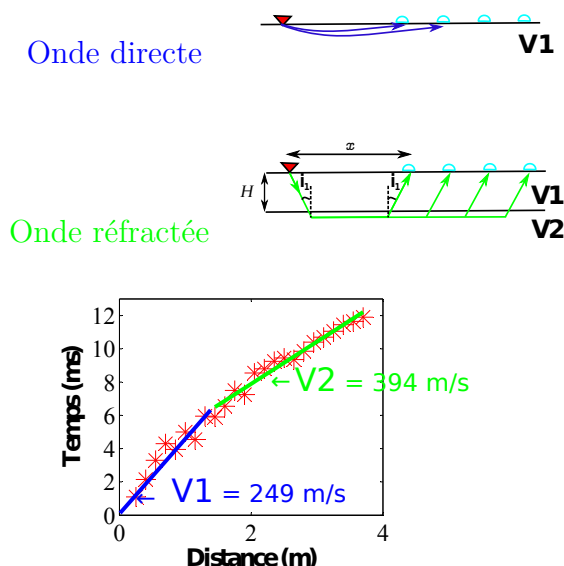 Onde directe
V1
x
H
i1
i1
V1
V2
Onde réfractée
12
10
8
6
4
2
0
Temps (ms)
←V2 = 394 m/s
← V1 = 249 m/s
0 2 4
Distance (m)